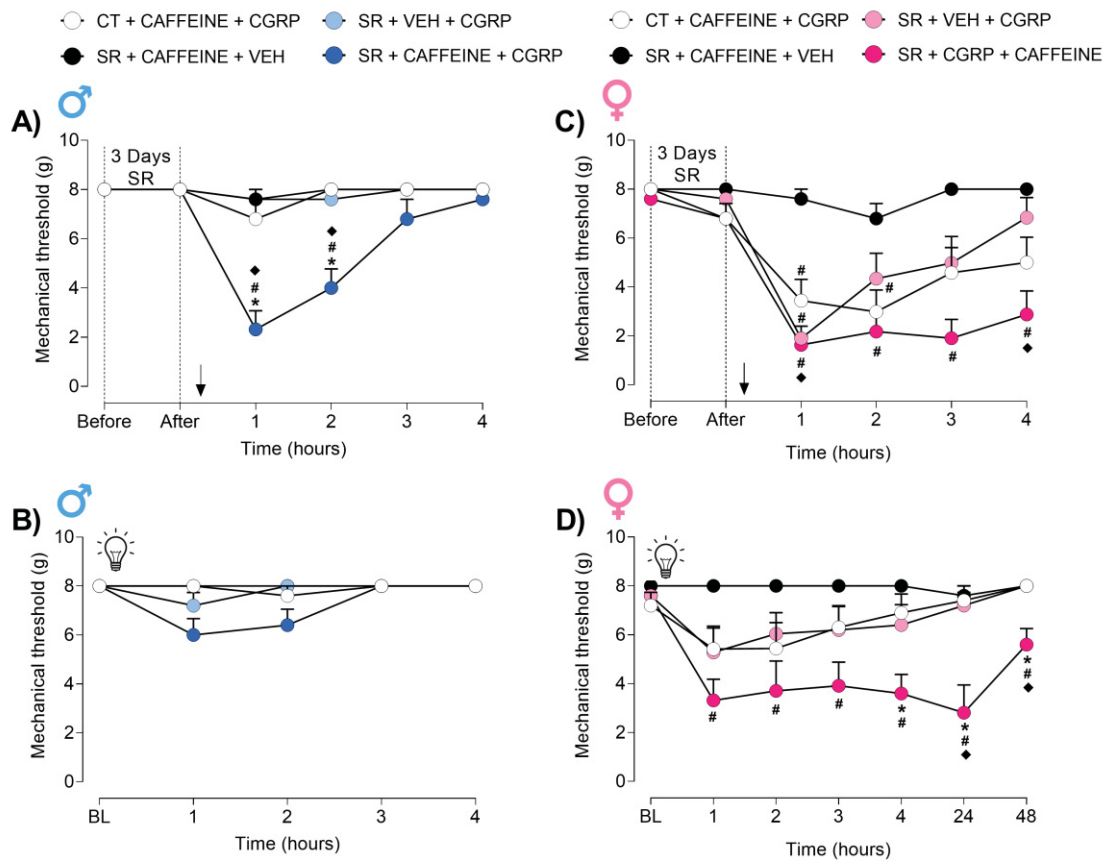 CT + CAFFEINE + CGRP
SR + VEH + CGRP
SR + CAFFEINE + VEH
SR + CAFFEINE + CGRP
CT + CAFFEINE + CGRP
SR + VEH + CGRP
SR + CAFFEINE + VEH
SR + CGRP + CAFFEINE
A)
Mechanical threshold (g)
10
8
6
4
2
0
3 Days
SR
◆
#
*
◆
#
*
Before
After
1
2
3
4
Time (hours)
C)
Mechanical threshold (g)
10
8
6
4
2
0
3 Days
SR
#
#
#
◆
#
#
#
#
◆
Before
After
1
2
3
4
Time (hours)
B)
Mechanical threshold (g)
10
8
6
4
2
0
BL
1
2
3
4
Time (hours)
D)
Mechanical threshold (g)
10
8
6
4
2
0
#
#
#
*
#
*
#
◆
*
#
◆
BL
1
2
3
4
24
48
Time (hours)